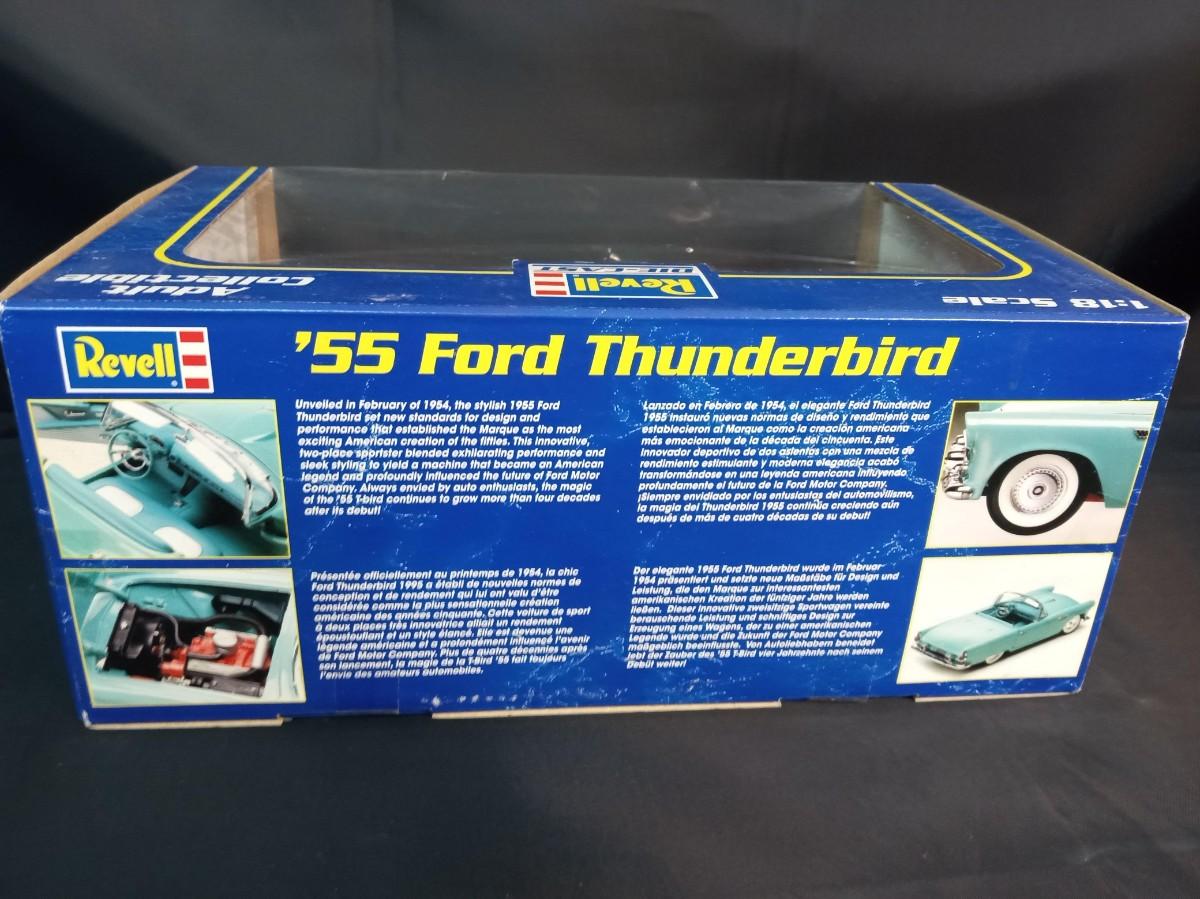 Adult
Collectible
Revell
DIECAST
1:18 Scale
Revell
'55 Ford Thunderbird
Unveiled in February of 1954, the stylish 1955 Ford
Thunderbird set new standards for design and
performance that established the Marque as the most
exciting American creation of the fifties. This innovative,
two-place sportster blended exhilarating performance and
sleek styling to yield a machine that became an American
legend and profoundly influenced the future of Ford Motor
Company. Always envied by auto enthusiasts, the magic
of the '55 T-bird continues to grow more than four decades
after its debut!
Lanzado en Febrero de 1954, el elegante Ford Thunderbird
1955 instauró nuevas normas de diseño y rendimiento que
establecieron al Marque como la creación americana
más emocionante de la década del cincuenta. Este
innovador deportivo de dos asientos con una mezcla de
rendimiento estimulante y moderna elegancia acabó
transformándose en una leyenda americana influyendo
profundamente el futuro de la Ford Motor Company.
¡Siempre envidiado por los entusiastas del automovilismo,
la magia del Thunderbird 1955 continúa creciendo aún
después de más de cuatro décadas de su debut!
Présentée officiellement au printemps de 1954, la chic
Ford Thunderbird 1995 a établi de nouvelles normes de
conception et de rendement qui lui ont valu d'être
considérée comme la plus sensationnelle création
américaine des années cinquante. Cette voiture de sport
à deux places très innovatrice alliait un rendement
époustouflant et un style élancé. Elle est devenue une
légende américaine et a profondément influencé l'avenir
de Ford Motor Company. Plus de quatre décennies après
son lancement, la magie de la T-Bird '55 fait toujours
l'envie des amateurs automobiles.
Der elegante 1955 Ford Thunderbird wurde im Februar
1954 präsentiert und setzte neue Maßstäbe für Design und
Leistung, die den Marque zur interessantesten
amerikanischen Kreation der fünfziger Jahre werden
ließen. Dieser innovative zweisitzige Sportwagen vereinte
berauschende Leistung und schnittiges Design zur
Erzeugung eines Wagens, der zu einer amerikanischen
Legende wurde und die Zukunft der Ford Motor Company
maßgeblich beeinflusste. Von Autoliebhabern beneidet
lebt der Zauber des '55 T-Bird vier Jahrzehnte nach seinem
Debüt weiter!